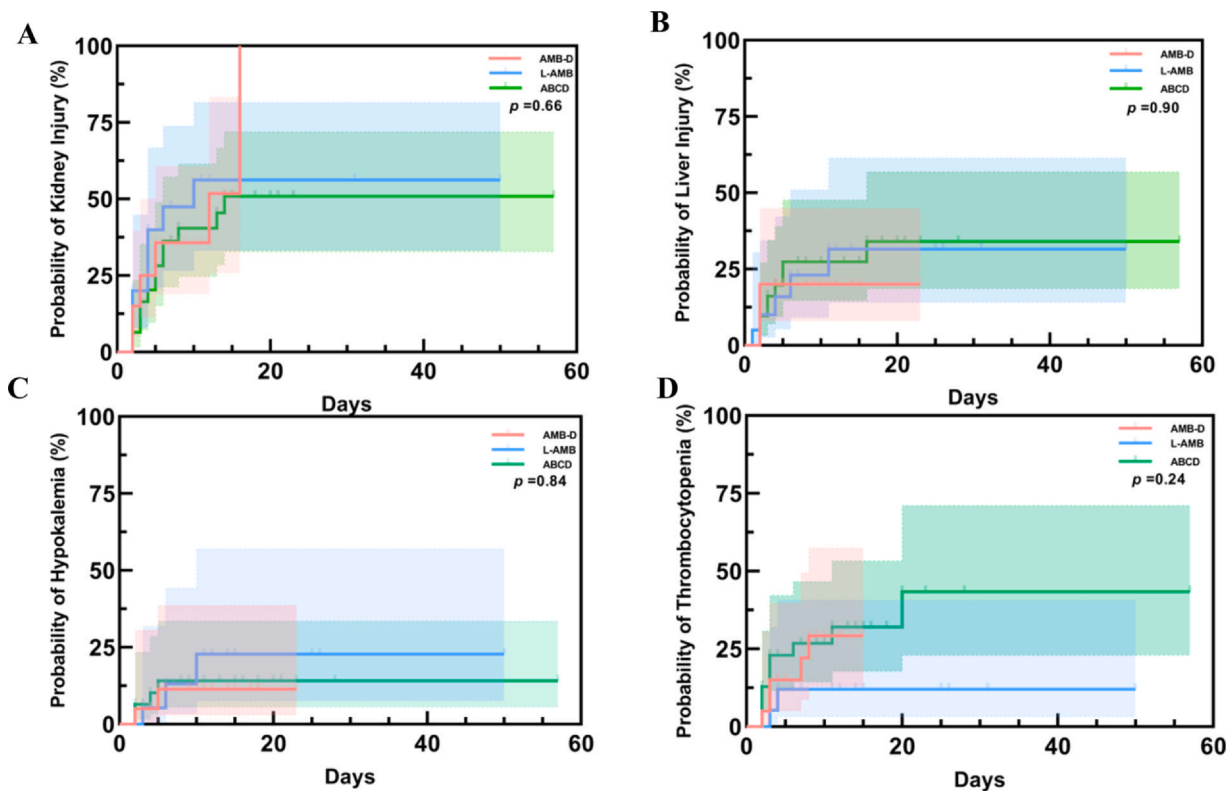 A
Probability of Kidney Injury (%)
100
75
50
25
0
0 20 40 60
Days
AMB-D
L-AMB
ABCD
p =0.66
B
Probability of Liver Injury (%)
100
75
50
25
0
0 20 40 60
Days
AMB-D
L-AMB
ABCD
p =0.90
C
Probability of Hypokalemia (%)
100
75
50
25
0
0 20 40 60
Days
AMB-D
L-AMB
ABCD
p =0.84
D
Probability of Thrombocytopenia (%)
100
75
50
25
0
0 20 40 60
Days
AMB-D
L-AMB
ABCD
p =0.24